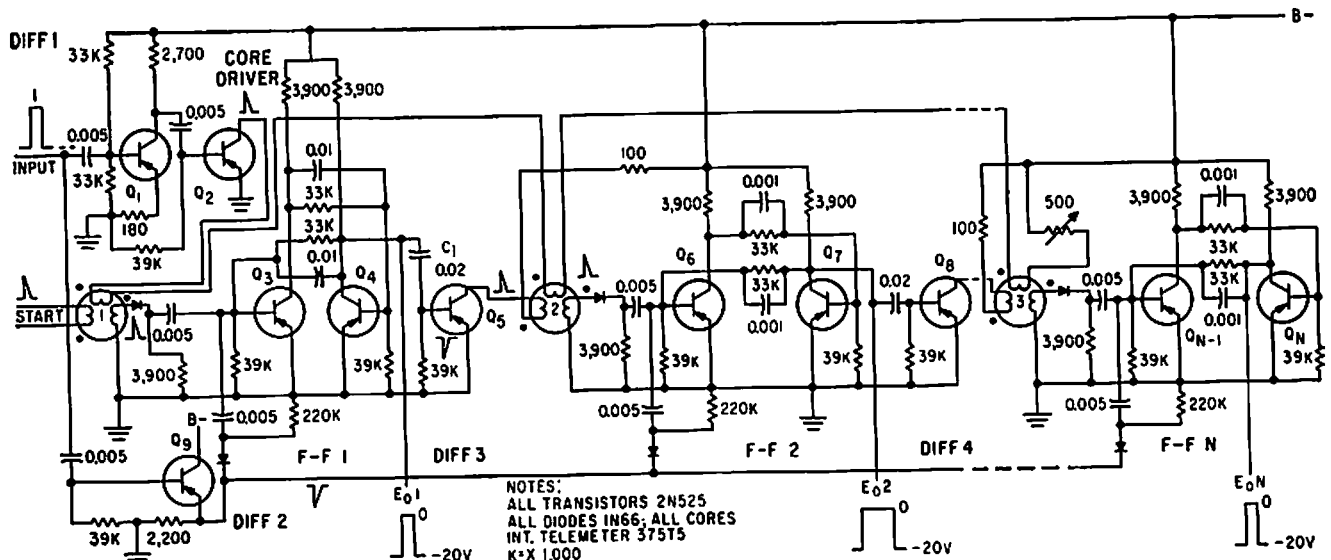 B-
DIFF 1
33K
2,700
CORE
DRIVER
3,900
3,900
1
0.005
0.005
INPUT
33K
Q1
Q2
180
39K
0.01
33K
33K
0.01
Q3
Q4
C1
0.02
Q5
100
3,900
0.001
3,900
33K
Q6
Q7
33K
0.001
0.02
Q8
100
500
3,900
0.001
3,900
33K
33K
0.001
QN-1
QN
START
1
0.005
3,900
39K
39K
39K
2
0.005
3,900
39K
39K
39K
3
0.005
3,900
39K
39K
B-
0.005
220K
0.005
220K
0.005
220K
0.005
Q9
F-F 1
DIFF 3
F-F 2
DIFF 4
F-F N
39K
2,200
DIFF 2
Eo1
0
-20V
NOTES:
ALL TRANSISTORS 2N525
ALL DIODES IN66; ALL CORES
INT. TELEMETER 375T5
K=X 1,000
Eo2
0
-20V
EoN
0
-20V